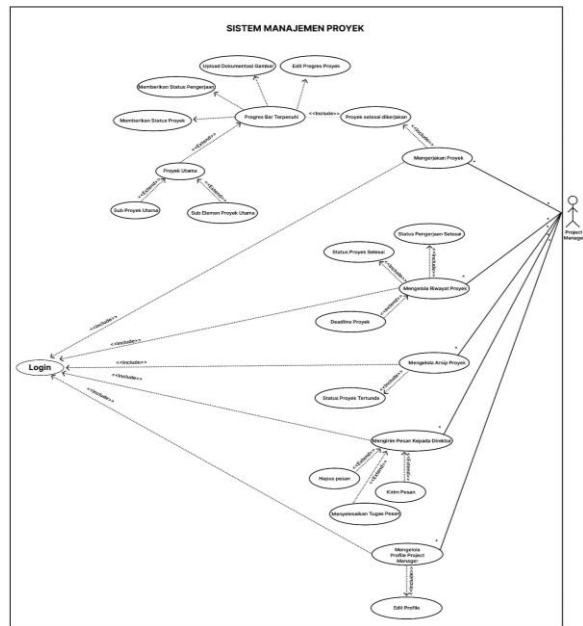 SISTEM MANAJEMEN PROYEK
Upload Dokumentasi Gambar
Edit Progres Proyek
Memberikan Status Pengerjaan
Memberikan Status Proyek
Progres Bar Terpenuhi
<<Include>>
Proyek selesai dikerjakan
<<Include>>
Mengerjakan Proyek
<<Extend>>
Proyek Utama
<<Extend>>
<<Extend>>
Sub Proyek Utama
Sub Elemen Proyek Utama
Project
Manager
Status Pengerjaan Selesai
Status Proyek Selesai
<<Include>>
<<Include>>
Mengelola Riwayat Proyek
<<Extend>>
Deadline Proyek
<<Include>>
<<Include>>
Login
<<Include>>
Mengelola Arsip Proyek
<<Include>>
Status Proyek Tertunda
<<Include>>
Mengirim Pesan Kepada Direktur
<<Extend>>
<<Extend>>
<<Extend>>
Hapus pesan
Kirim Pesan
Menyelesaikan Tugas Pesan
<<Include>>
Mengelola
Profile Project
Manager
<<Include>>
Edit Profile